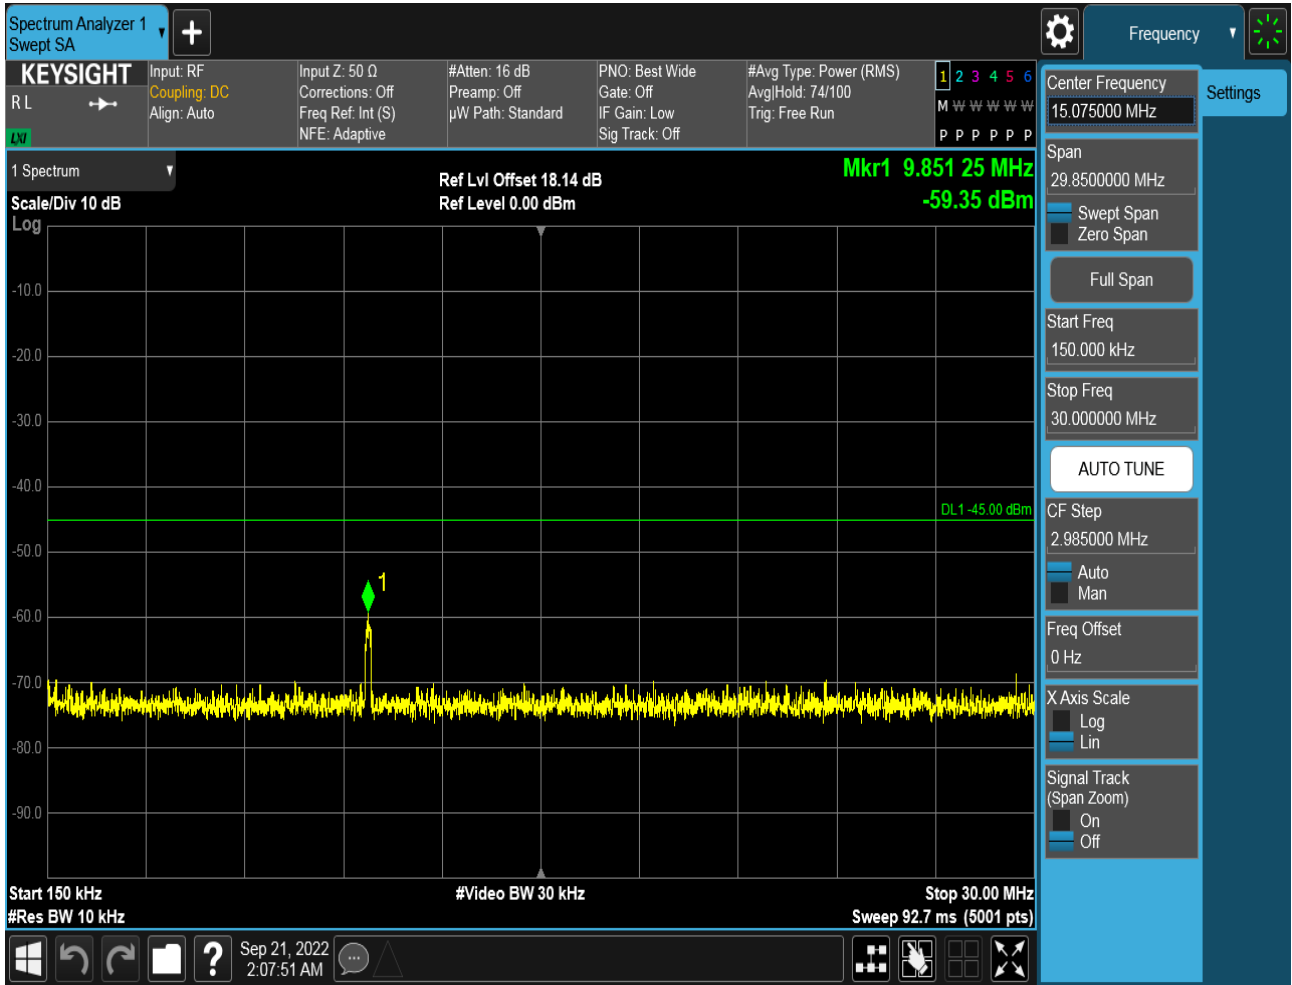 Spectrum Analyzer 1
Swept SA
+
Frequency
KEYSIGHT
R L
LXI
Input: RF
Coupling: DC
Align: Auto
Input Z: 50 Ω
Corrections: Off
Freq Ref: Int (S)
NFE: Adaptive
#Atten: 16 dB
Preamp: Off
µW Path: Standard
PNO: Best Wide
Gate: Off
IF Gain: Low
Sig Track: Off
#Avg Type: Power (RMS)
Avg|Hold: 74/100
Trig: Free Run
1 2 3 4 5 6
M W W W W W
P P P P P P
1 Spectrum
Scale/Div 10 dB
Log
Ref Lvl Offset 18.14 dB
Ref Level 0.00 dBm
Mkr1 9.851 25 MHz
-59.35 dBm
-10.0
-20.0
-30.0
-40.0
DL1 -45.00 dBm
-50.0
1
-60.0
-70.0
-80.0
-90.0
Start 150 kHz
#Res BW 10 kHz
#Video BW 30 kHz
Stop 30.00 MHz
Sweep 92.7 ms (5001 pts)
Center Frequency
15.075000 MHz
Settings
Span
29.8500000 MHz
Swept Span
Zero Span
Full Span
Start Freq
150.000 kHz
Stop Freq
30.000000 MHz
AUTO TUNE
CF Step
2.985000 MHz
Auto
Man
Freq Offset
0 Hz
X Axis Scale
Log
Lin
Signal Track
(Span Zoom)
On
Off
?
Sep 21, 2022
2:07:51 AM